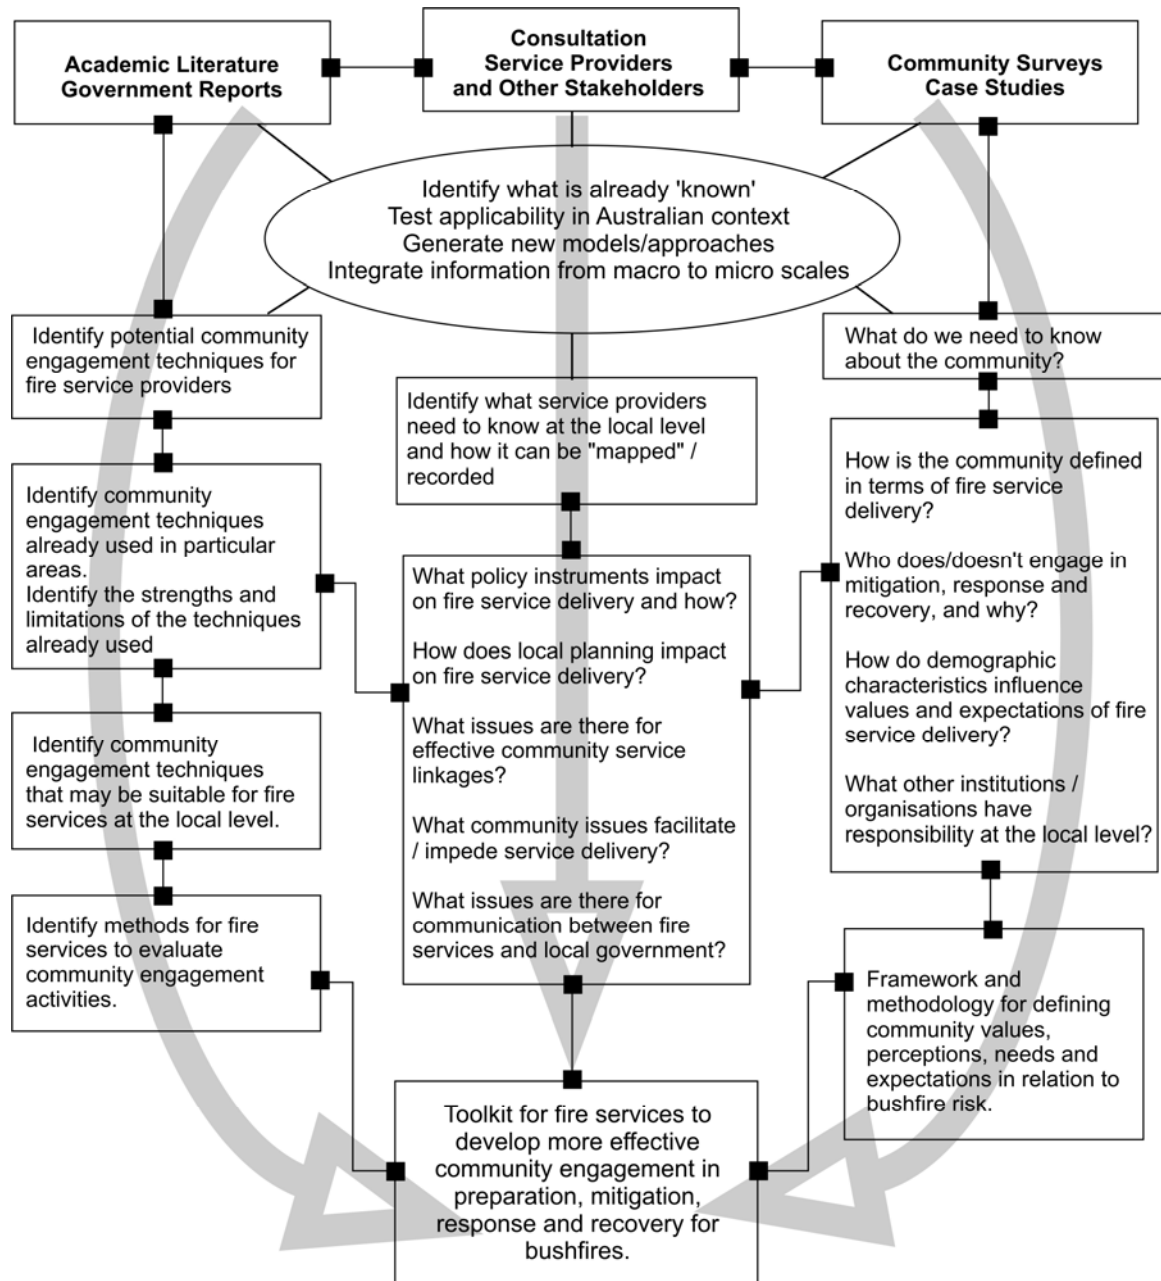 Academic Literature
Government Reports
Consultation
Service Providers
and Other Stakeholders
Community Surveys
Case Studies
Identify what is already 'known'
Test applicability in Australian context
Generate new models/approaches
Integrate information from macro to micro scales
Identify potential community
engagement techniques for
fire service providers
Identify community
engagement techniques
already used in particular
areas.
Identify the strengths and
limitations of the techniques
already used
Identify community
engagement techniques
that may be suitable for fire
services at the local level.
Identify methods for fire
services to evaluate
community engagement
activities.
Identify what service providers
need to know at the local level
and how it can be "mapped" /
recorded
What policy instruments impact
on fire service delivery and how?
How does local planning impact
on fire service delivery?
What issues are there for
effective community service
linkages?
What community issues facilitate
/ impede service delivery?
What issues are there for
communication between fire
services and local government?
What do we need to know
about the community?
How is the community defined
in terms of fire service
delivery?
Who does/doesn't engage in
mitigation, response and
recovery, and why?
How do demographic
characteristics influence
values and expectations of fire
service delivery?
What other institutions /
organisations have
responsibility at the local level?
Framework and
methodology for defining
community values,
perceptions, needs and
expectations in relation to
bushfire risk.
Toolkit for fire services to
develop more effective
community engagement in
preparation, mitigation,
response and recovery for
bushfires.